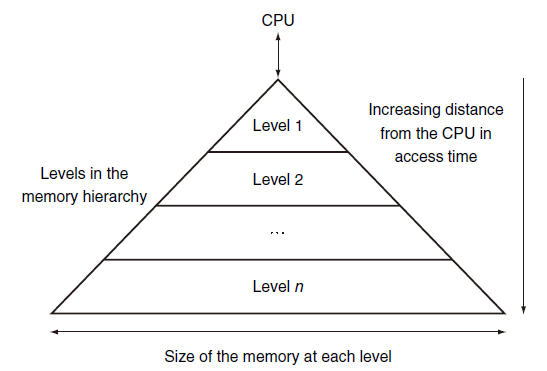 CPU
Level 1
Increasing distance
from the CPU in
access time
Levels in the
memory hierarchy
Level 2
...
Level n
Size of the memory at each level